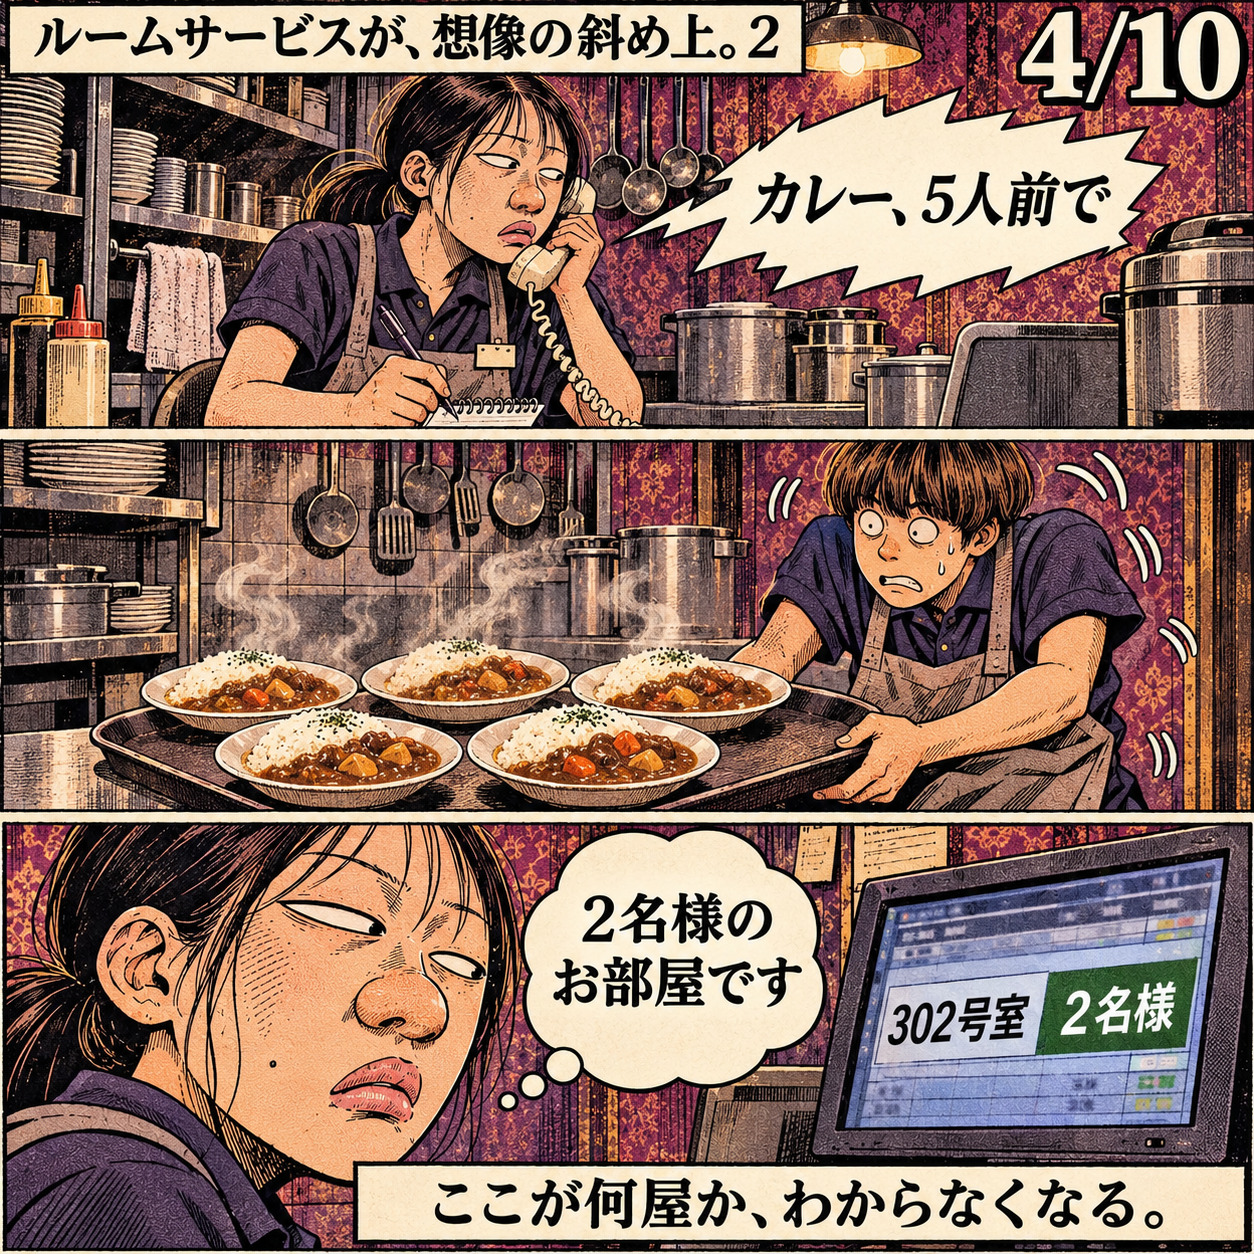 ルームサービスが、想像の斜め上。2
4/10
カレー、5人前で
2名様の
お部屋です
302号室 2名様
ここが何屋か、わからなくなる。